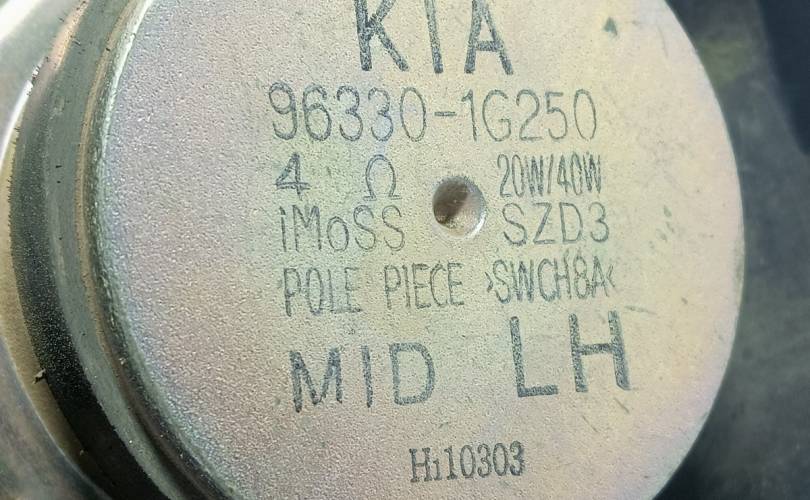 KIA
96330-1G250
4 Ω 20W/40W
iMoSS SZD3
POLE PIECE >SWCH8A<
MID LH
Hi10303